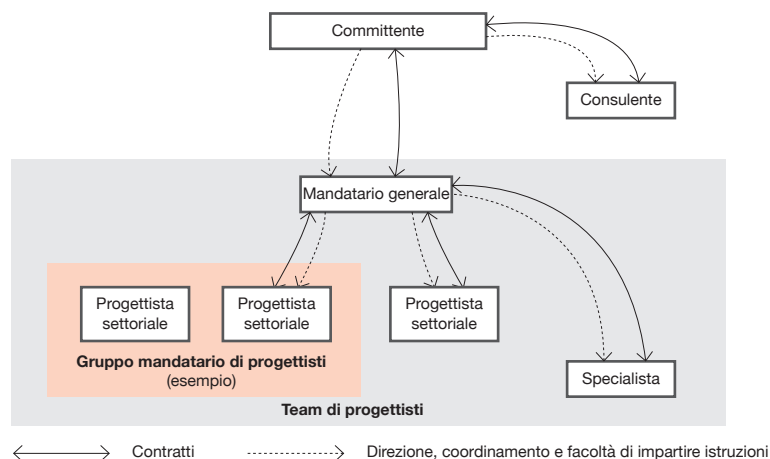 Committente
Consulente
Mandatario generale
Progettista
settoriale
Progettista
settoriale
Progettista
settoriale
Gruppo mandatario di progettisti
(esempio)
Specialista
Team di progettisti
Contratti
Direzione, coordinamento e facoltà di impartire istruzioni